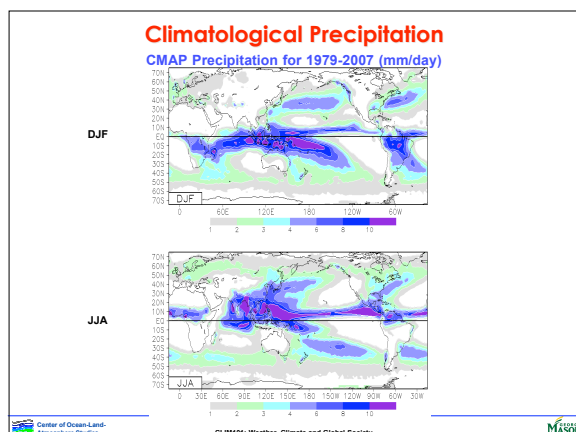 Climatological Precipitation
CMAP Precipitation for 1979-2007 (mm/day)
DJF
70N
60N
50N
40N
30N
20N
10N
EQ
10S
20S
30S
40S
50S
60S
70S
DJF
0 60E 120E 180 120W 60W
1 2 3 4 6 8 10
JJA
70N
60N
50N
40N
30N
20N
10N
EQ
10S
20S
30S
40S
50S
60S
70S
JJA
0 30E 60E 90E 120E 150E 180 150W 120W 90W 60W 30W
1 2 3 4 6 8 10
Center of Ocean-Land-
GEORGE
MASON